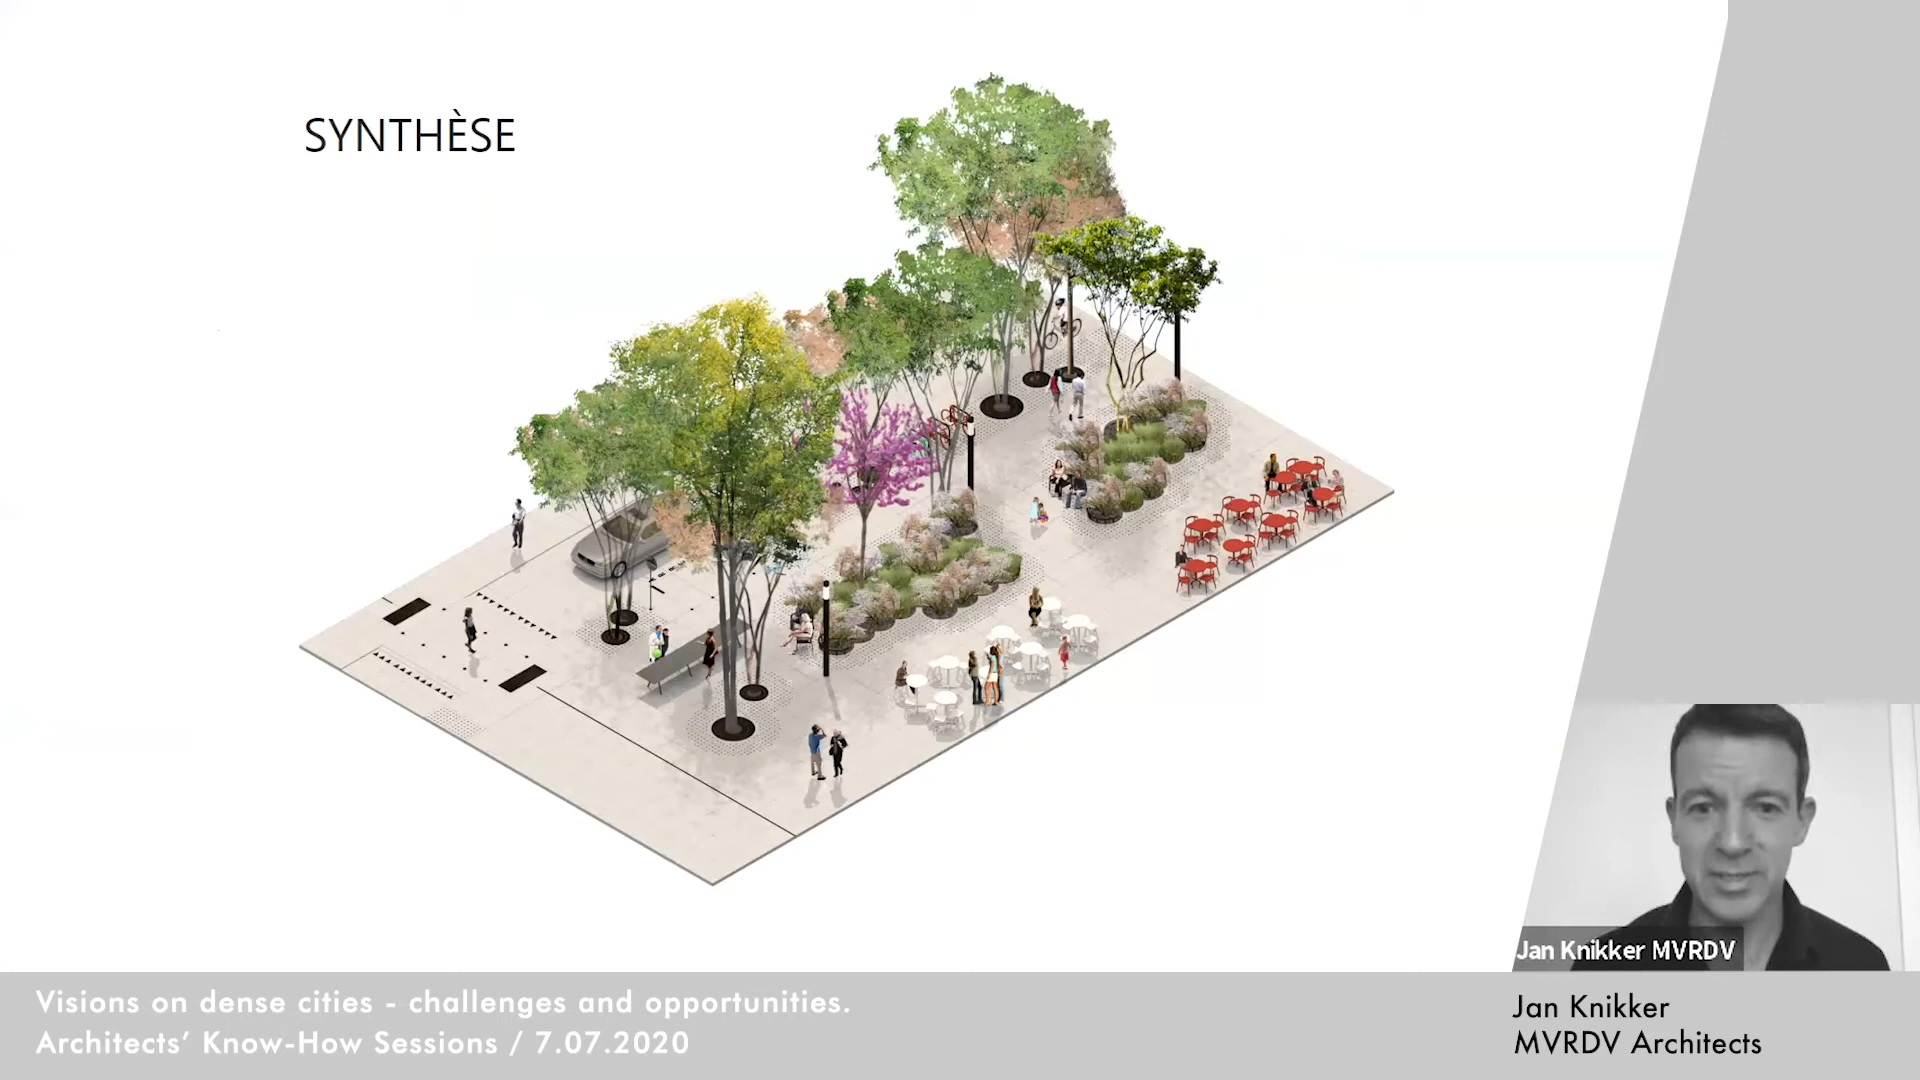 SYNTHÈSE
Jan Knikker MVRDV
Visions on dense cities - challenges and opportunities.
Architects’ Know-How Sessions / 7.07.2020
Jan Knikker
MVRDV Architects